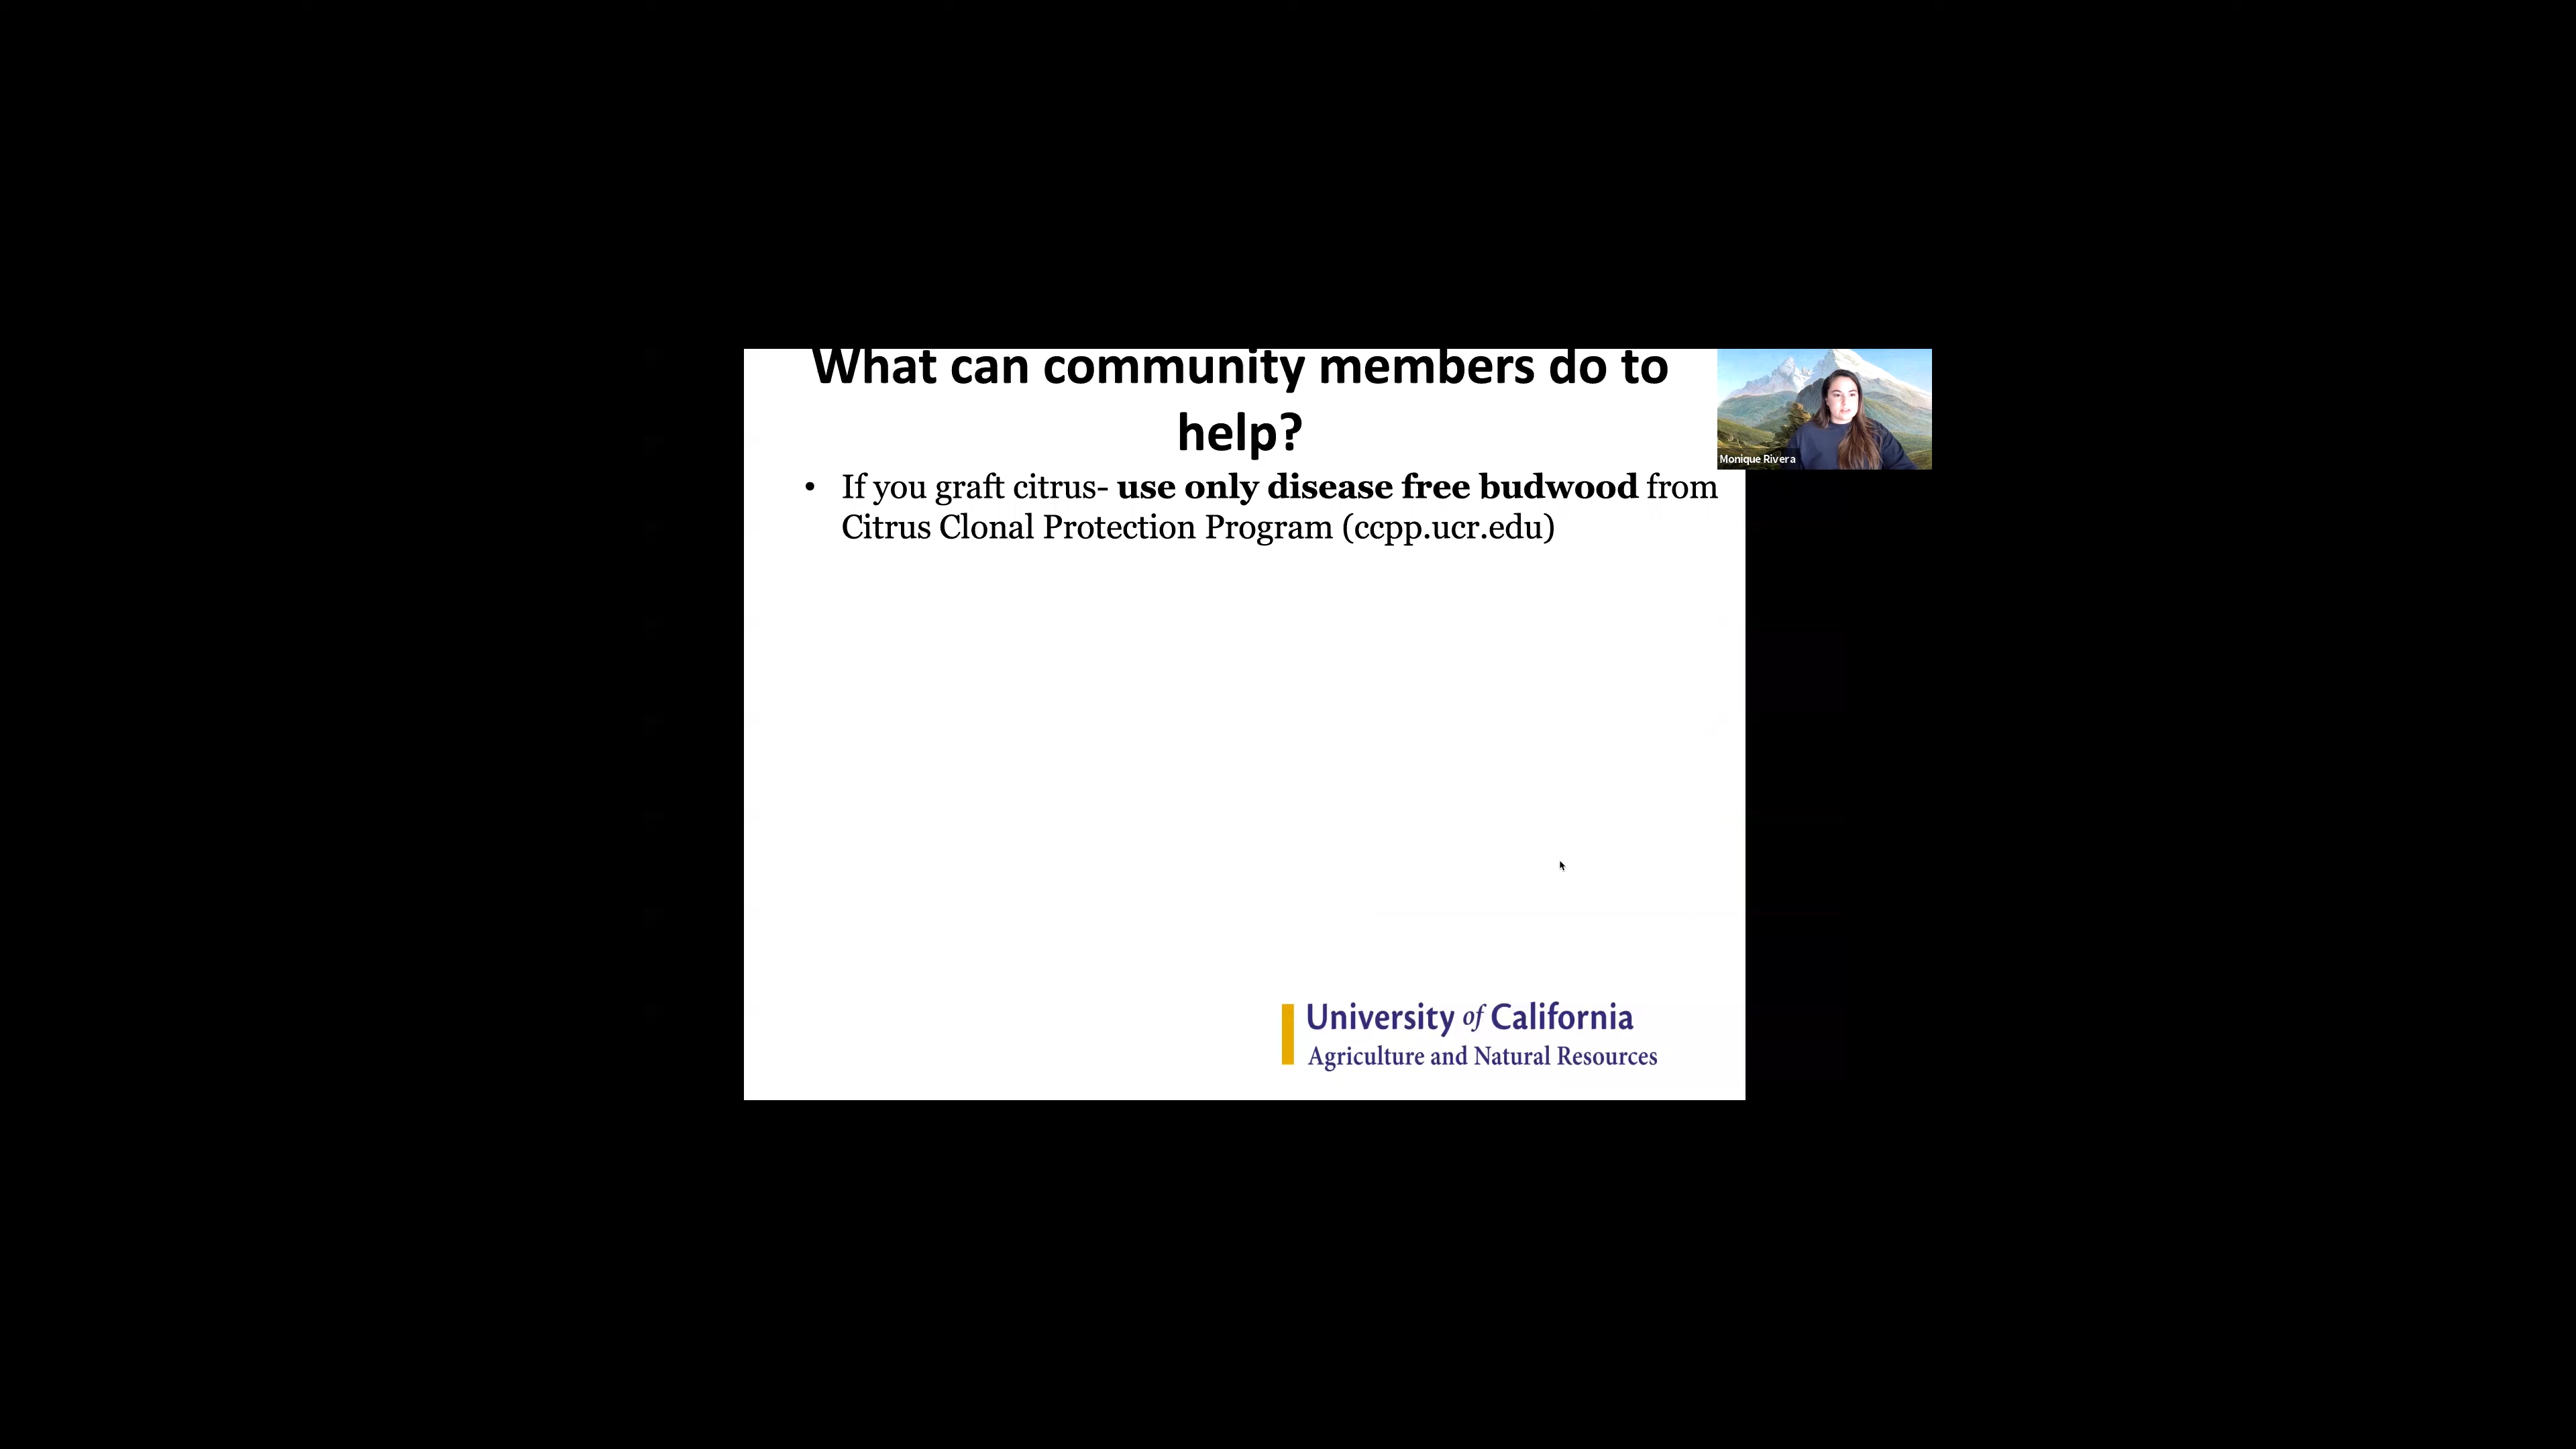 What can community members do to
help?
• If you graft citrus- use only disease free budwood from
Citrus Clonal Protection Program (ccpp.ucr.edu)
Monique Rivera
University of California
Agriculture and Natural Resources